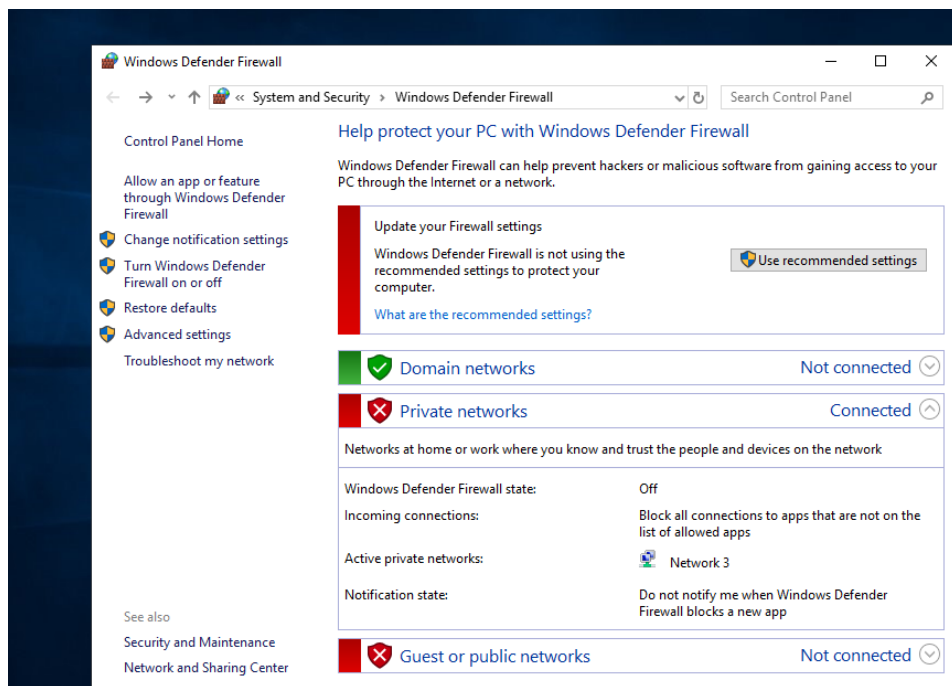 Windows Defender Firewall
« System and Security › Windows Defender Firewall
Search Control Panel
Control Panel Home
Allow an app or feature
through Windows Defender
Firewall
Change notification settings
Turn Windows Defender
Firewall on or off
Restore defaults
Advanced settings
Troubleshoot my network
See also
Security and Maintenance
Network and Sharing Center
Help protect your PC with Windows Defender Firewall
Windows Defender Firewall can help prevent hackers or malicious software from gaining access to your
PC through the Internet or a network.
Update your Firewall settings
Windows Defender Firewall is not using the
recommended settings to protect your
computer.
What are the recommended settings?
Use recommended settings
Domain networks Not connected
Private networks Connected
Networks at home or work where you know and trust the people and devices on the network
Windows Defender Firewall state: Off
Incoming connections: Block all connections to apps that are not on the
list of allowed apps
Active private networks: Network 3
Notification state: Do not notify me when Windows Defender
Firewall blocks a new app
Guest or public networks Not connected